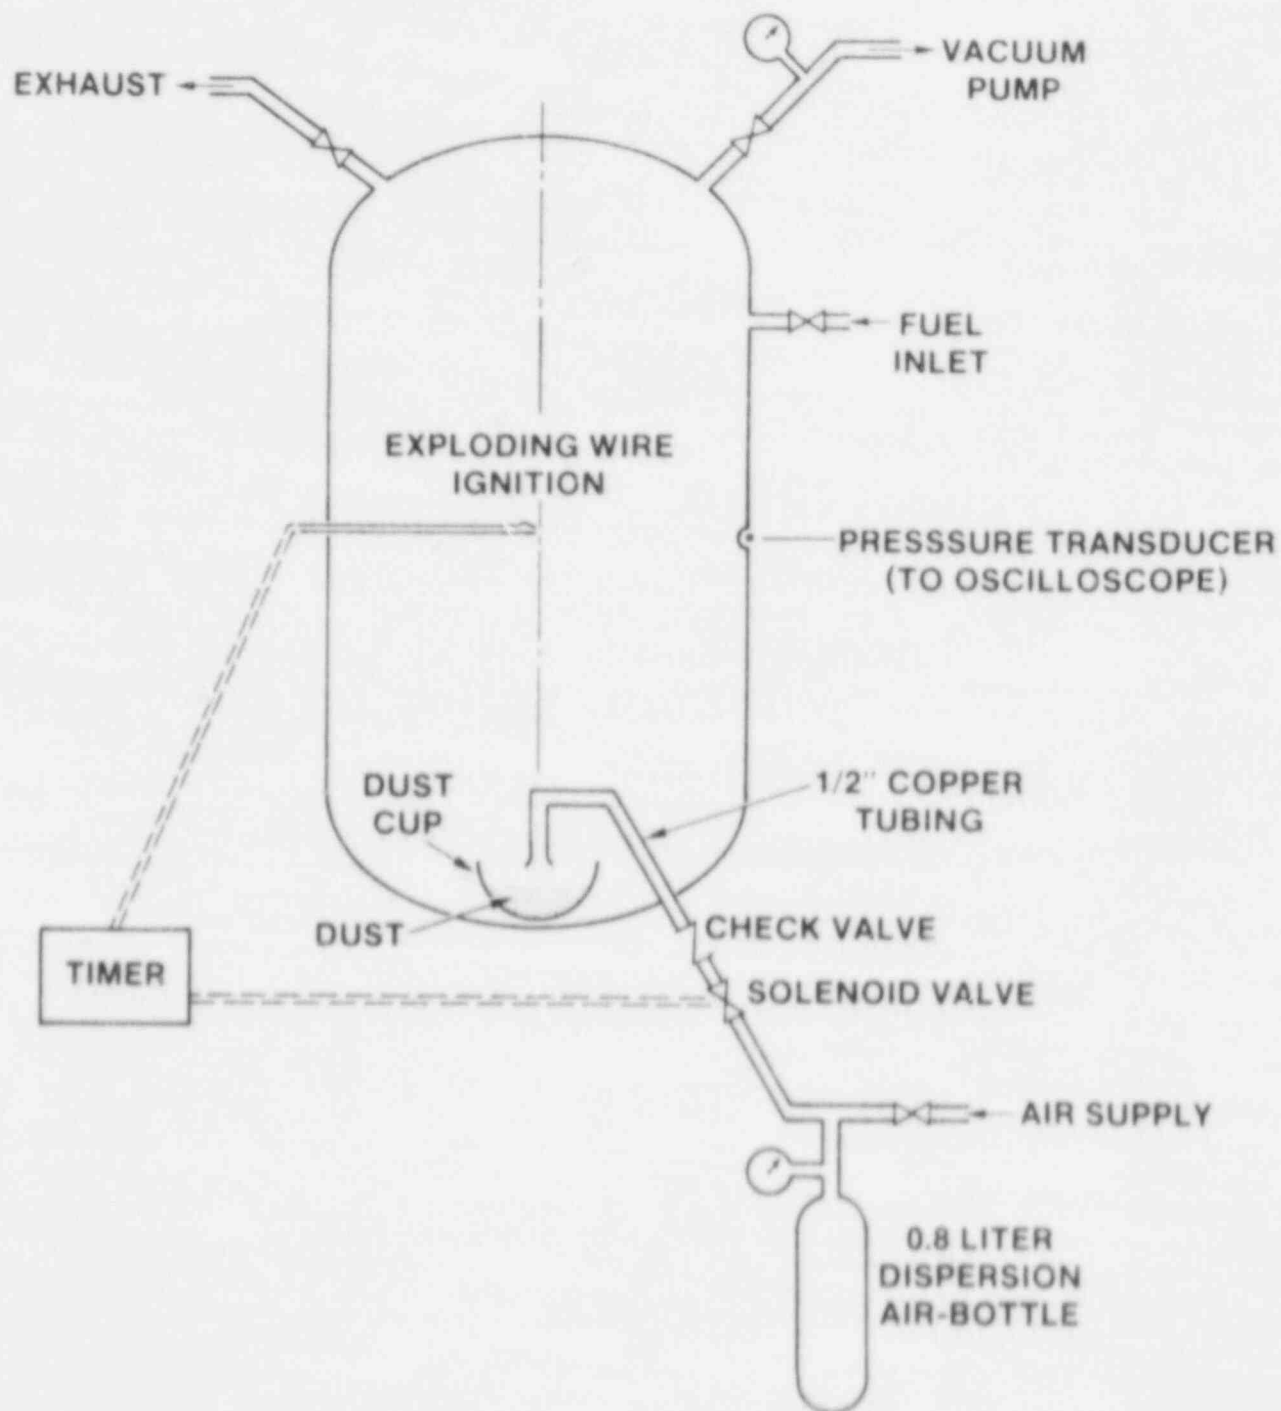 EXHAUST
VACUUM
PUMP
FUEL
INLET
EXPLODING WIRE
IGNITION
PRESSSURE TRANSDUCER
(TO OSCILLOSCOPE)
DUST
CUP
1/2" COPPER
TUBING
DUST
CHECK VALVE
TIMER
SOLENOID VALVE
AIR SUPPLY
0.8 LITER
DISPERSION
AIR-BOTTLE